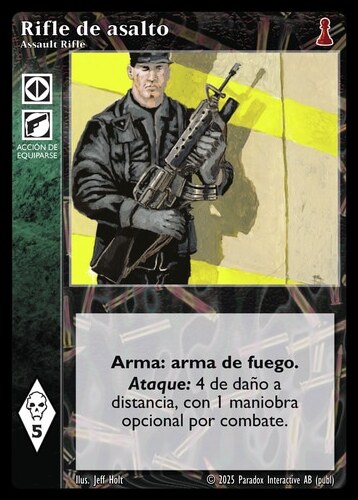 Rifle de asalto
Assault Rifle
ACCIÓN DE
EQUIPARSE
Arma: arma de fuego.
Ataque: 4 de daño a
distancia, con 1 maniobra
opcional por combate.
5
Illus. Jeff Holt
© 2025 Paradox Interactive AB (publ)